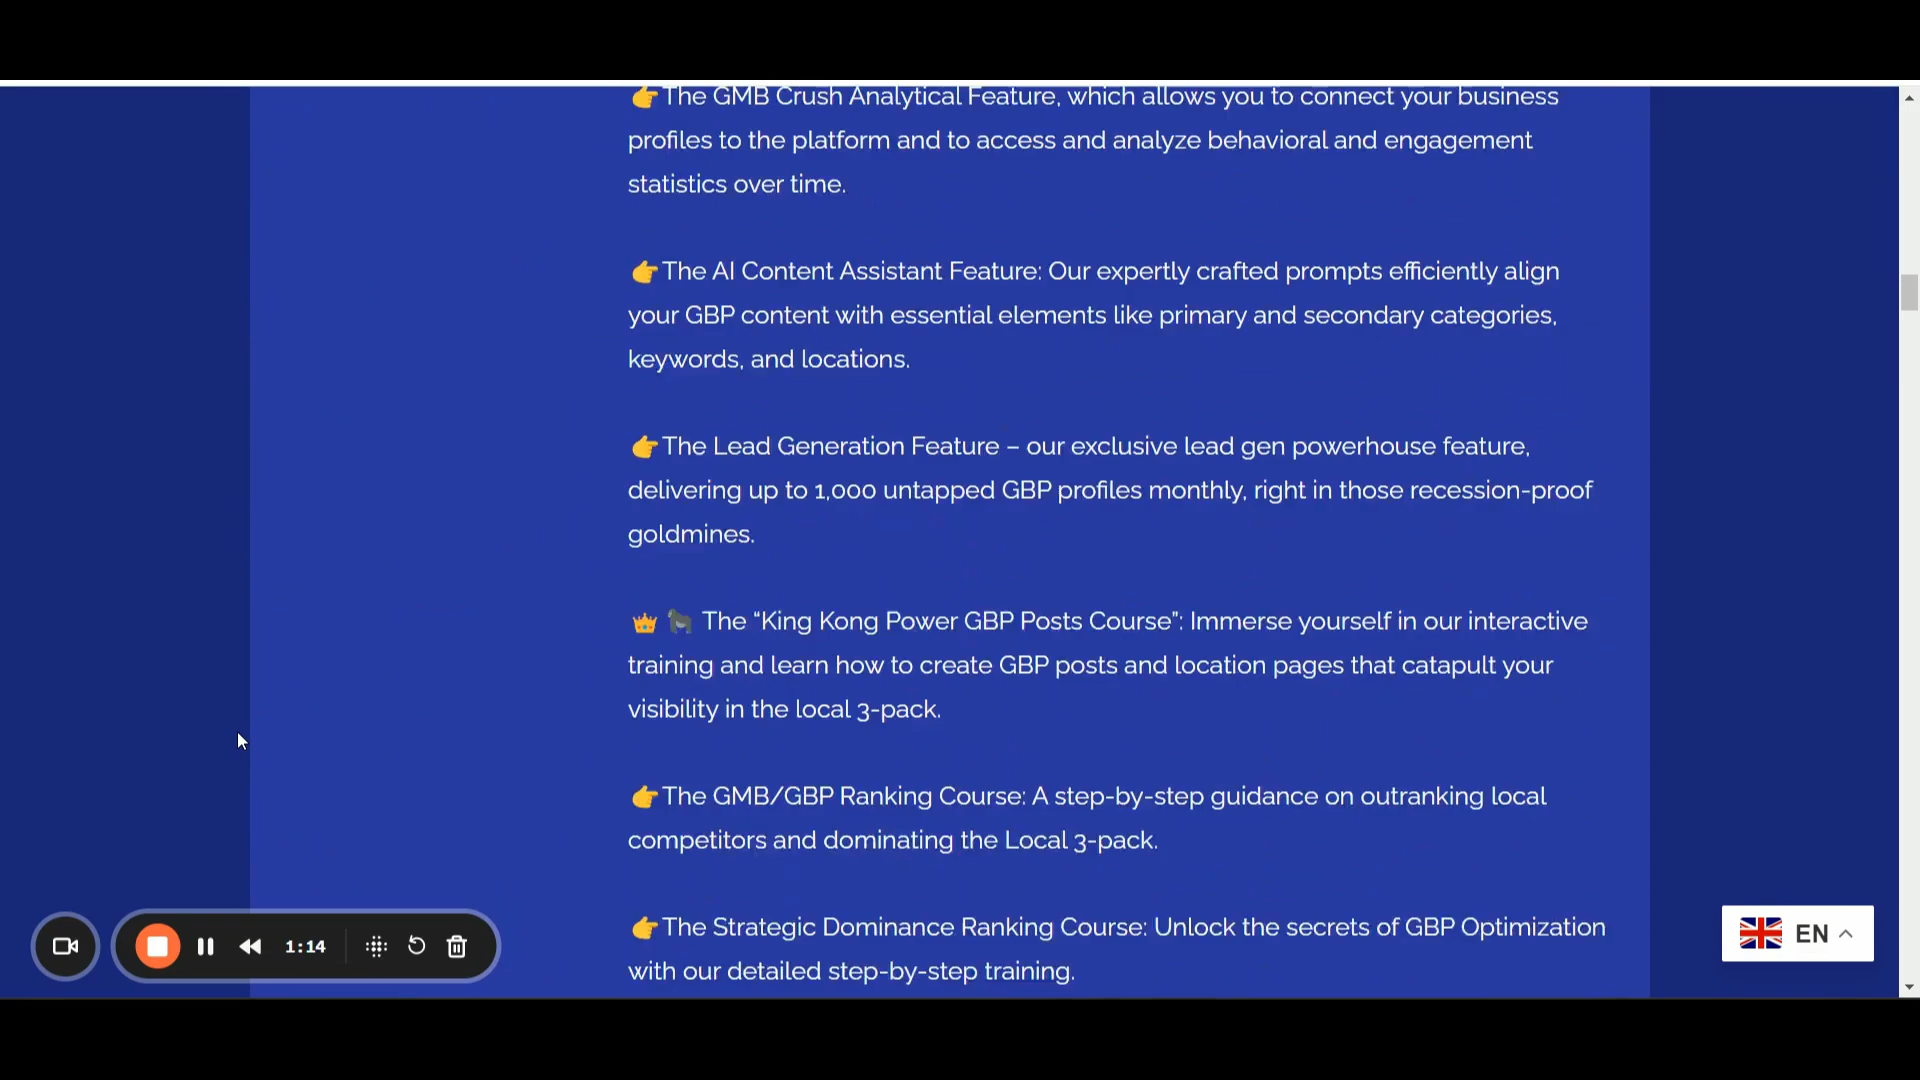 👉The GMB Crush Analytical Feature, which allows you to connect your business
profiles to the platform and to access and analyze behavioral and engagement
statistics over time.
👉The AI Content Assistant Feature: Our expertly crafted prompts efficiently align
your GBP content with essential elements like primary and secondary categories,
keywords, and locations.
👉The Lead Generation Feature – our exclusive lead gen powerhouse feature,
delivering up to 1,000 untapped GBP profiles monthly, right in those recession-proof
goldmines.
👑 🦍 The “King Kong Power GBP Posts Course”: Immerse yourself in our interactive
training and learn how to create GBP posts and location pages that catapult your
visibility in the local 3-pack.
👉The GMB/GBP Ranking Course: A step-by-step guidance on outranking local
competitors and dominating the Local 3-pack.
👉The Strategic Dominance Ranking Course: Unlock the secrets of GBP Optimization
with our detailed step-by-step training.
1:14
EN